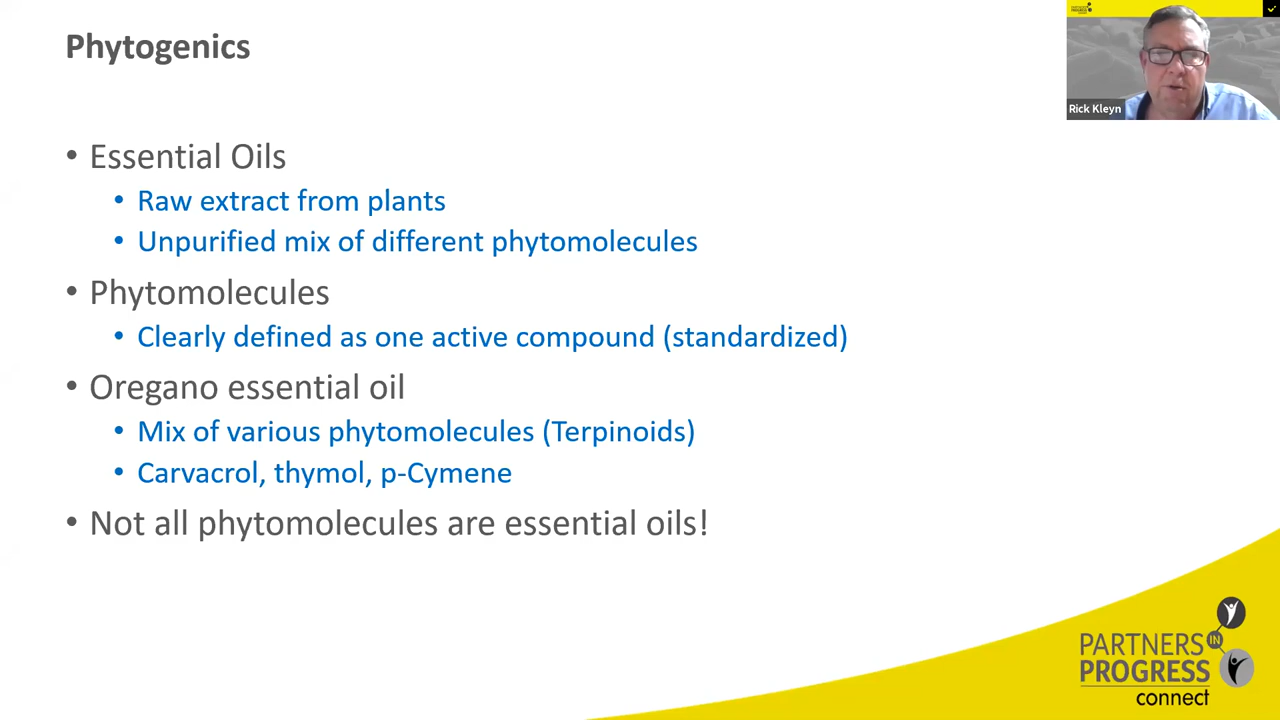 Phytogenics
• Essential Oils
• Raw extract from plants
• Unpurified mix of different phytomolecules
• Phytomolecules
• Clearly defined as one active compound (standardized)
• Oregano essential oil
• Mix of various phytomolecules (Terpinoids)
• Carvacrol, thymol, p-Cymene
• Not all phytomolecules are essential oils!
Rick Kleyn
PARTNERS IN
PROGRESS
connect